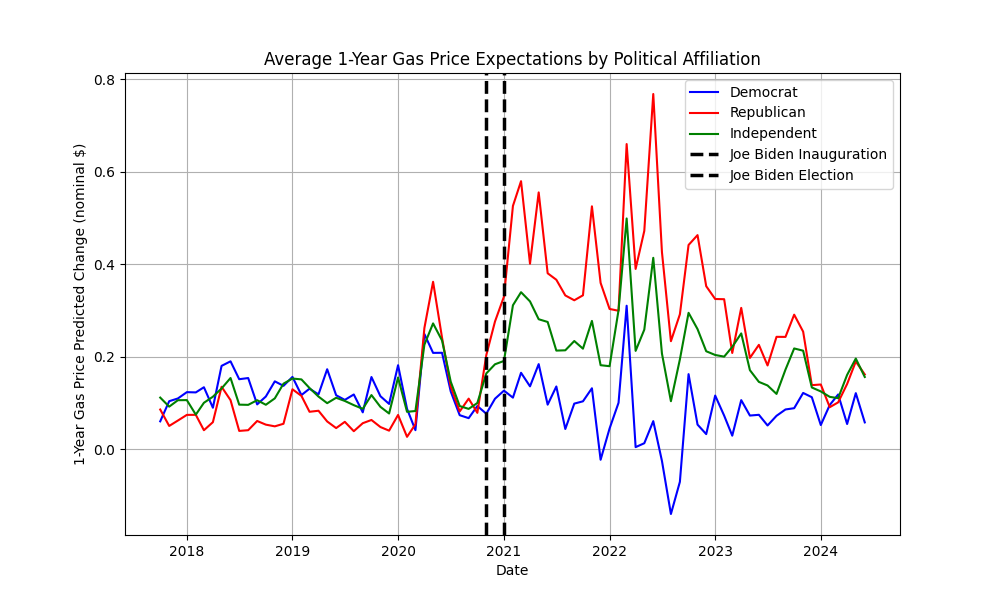 Average 1-Year Gas Price Expectations by Political Affiliation
1-Year Gas Price Predicted Change (nominal $)
0.8
0.6
0.4
0.2
0.0
Democrat
Republican
Independent
Joe Biden Inauguration
Joe Biden Election
2018 2019 2020 2021 2022 2023 2024
Date